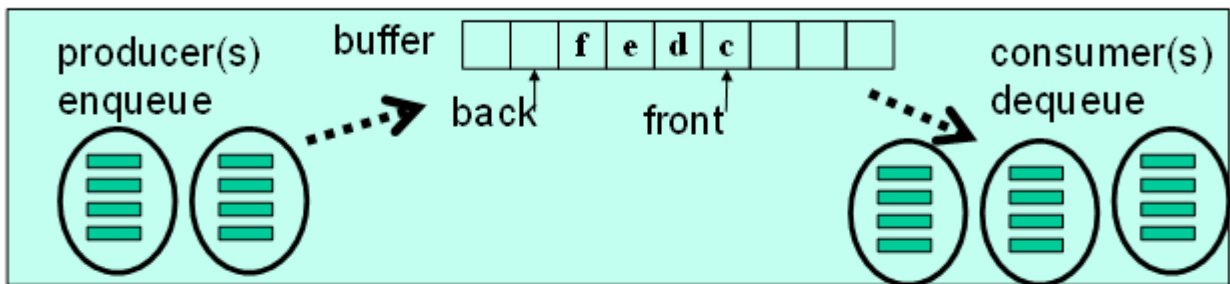 producer(s)
enqueue
buffer
f e d c
back
front
consumer(s)
dequeue